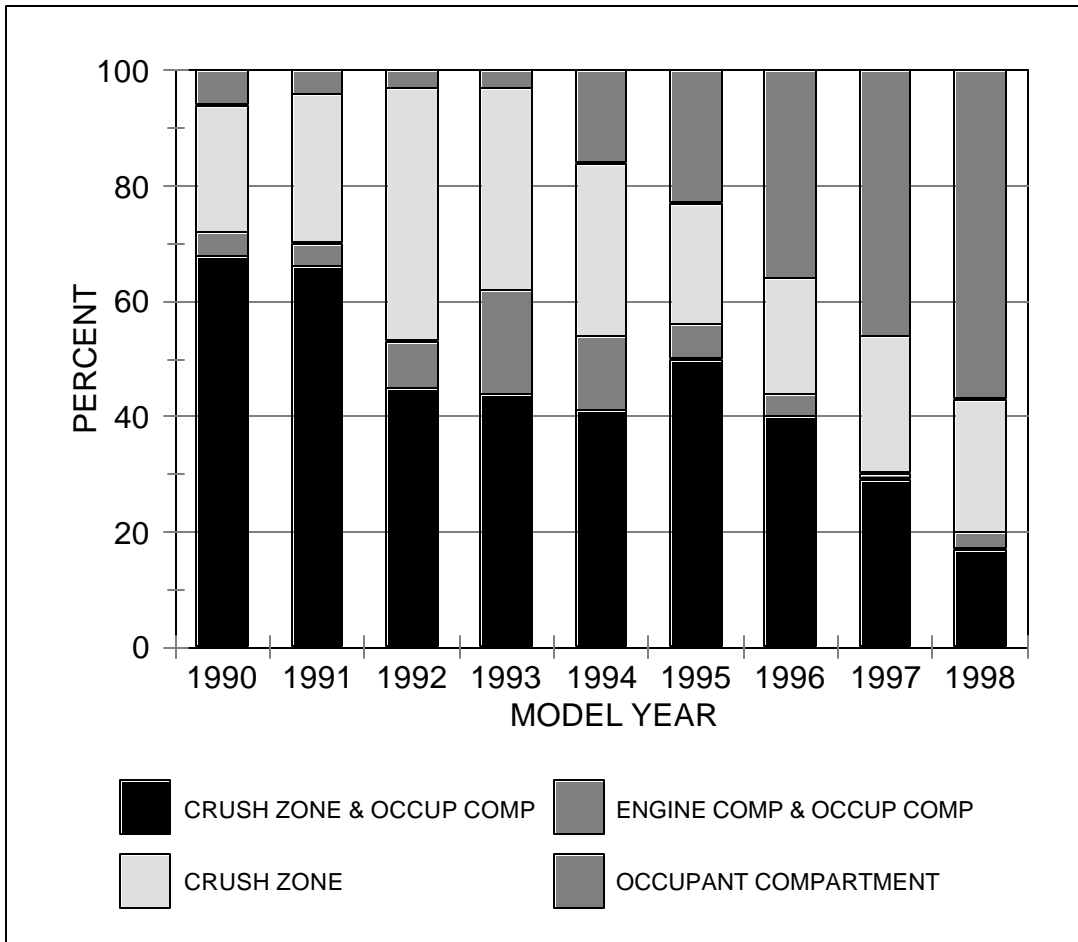 100
80
60
40
20
0
PERCENT
1990 1991 1992 1993 1994 1995 1996 1997 1998
MODEL YEAR
CRUSH ZONE & OCCUP COMP
ENGINE COMP & OCCUP COMP
CRUSH ZONE
OCCUPANT COMPARTMENT